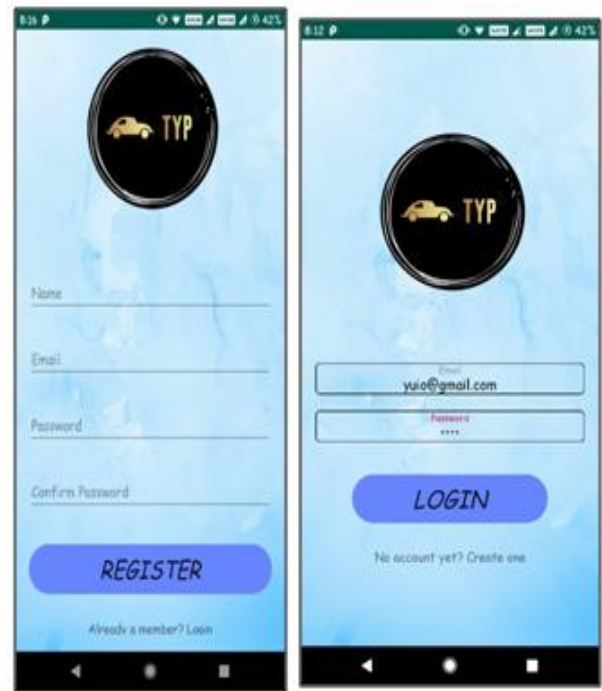 8:16
42%
TYP
Name
Email
Password
Confirm Password
REGISTER
Already a member? Login
8:12
42%
TYP
Email
yuio@gmail.com
Password
••••
LOGIN
No account yet? Create one